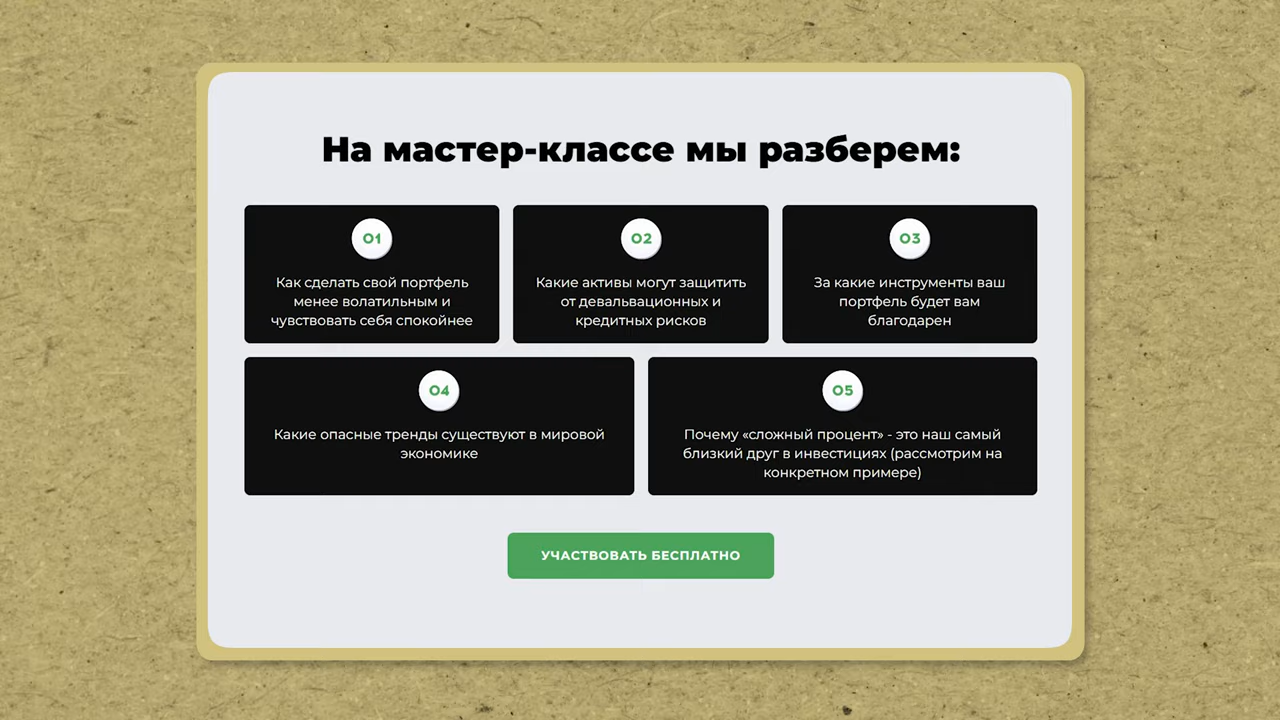 На мастер-классе мы разберем:
01
Как сделать свой портфель
менее волатильным и
чувствовать себя спокойнее
02
Какие активы могут защитить
от девальвационных и
кредитных рисков
03
За какие инструменты ваш
портфель будет вам
благодарен
04
Какие опасные тренды существуют в мировой
экономике
05
Почему «сложный процент» - это наш самый
близкий друг в инвестициях (рассмотрим на
конкретном примере)
УЧАСТВОВАТЬ БЕСПЛАТНО